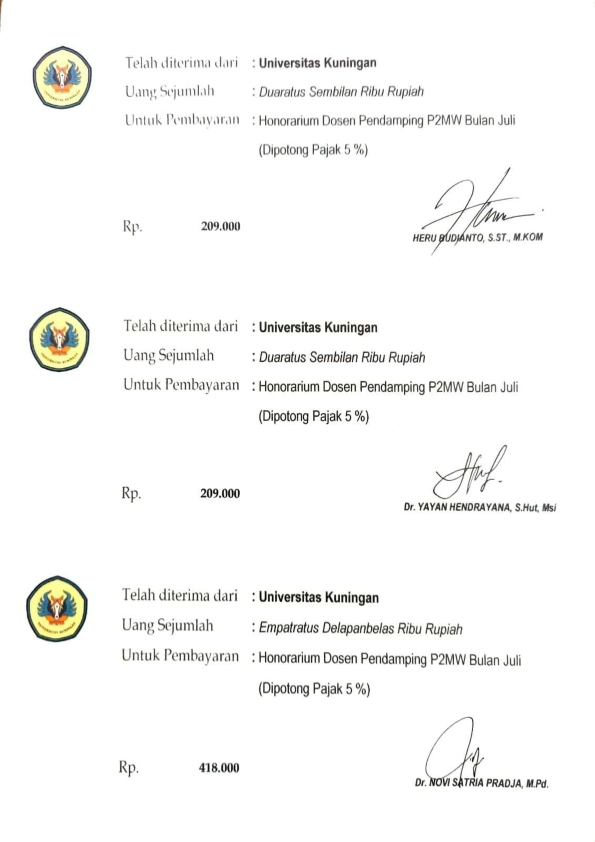 Telah diterima dari : Universitas Kuningan
Uang Sejumlah : Duaratus Sembilan Ribu Rupiah
Untuk Pembayaran : Honorarium Dosen Pendamping P2MW Bulan Juli
(Dipotong Pajak 5 %)
Rp. 209.000
HERU BUDIANTO, S.ST., M.KOM
Telah diterima dari : Universitas Kuningan
Uang Sejumlah : Duaratus Sembilan Ribu Rupiah
Untuk Pembayaran : Honorarium Dosen Pendamping P2MW Bulan Juli
(Dipotong Pajak 5 %)
Rp. 209.000
Dr. YAYAN HENDRAYANA, S.Hut, Msi
Telah diterima dari : Universitas Kuningan
Uang Sejumlah : Empatratus Delapanbelas Ribu Rupiah
Untuk Pembayaran : Honorarium Dosen Pendamping P2MW Bulan Juli
(Dipotong Pajak 5 %)
Rp. 418.000
Dr. NOVI SATRIA PRADJA, M.Pd.